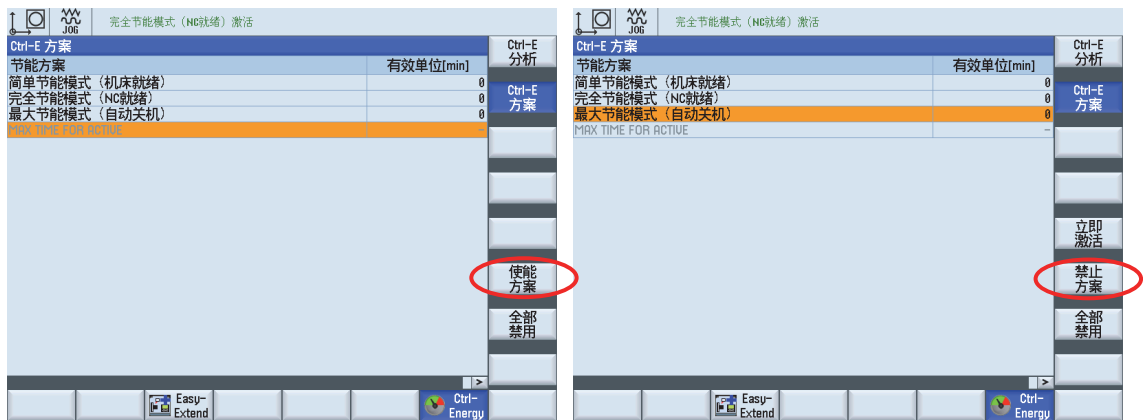 JOG
完全节能模式（NC就绪）激活
Ctrl-E 方案
节能方案 有效单位[min]
简单节能模式（机床就绪） 0
完全节能模式（NC就绪） 0
最大节能模式（自动关机） 0
MAX TIME FOR ACTIVE -
Ctrl-E
分析
Ctrl-E
方案
使能
方案
全部
禁用
>
Easy-
Extend
Ctrl-
Energy
JOG
完全节能模式（NC就绪）激活
Ctrl-E 方案
节能方案 有效单位[min]
简单节能模式（机床就绪） 0
完全节能模式（NC就绪） 0
最大节能模式（自动关机） 0
MAX TIME FOR ACTIVE -
Ctrl-E
分析
Ctrl-E
方案
立即
激活
禁止
方案
全部
禁用
>
Easy-
Extend
Ctrl-
Energy